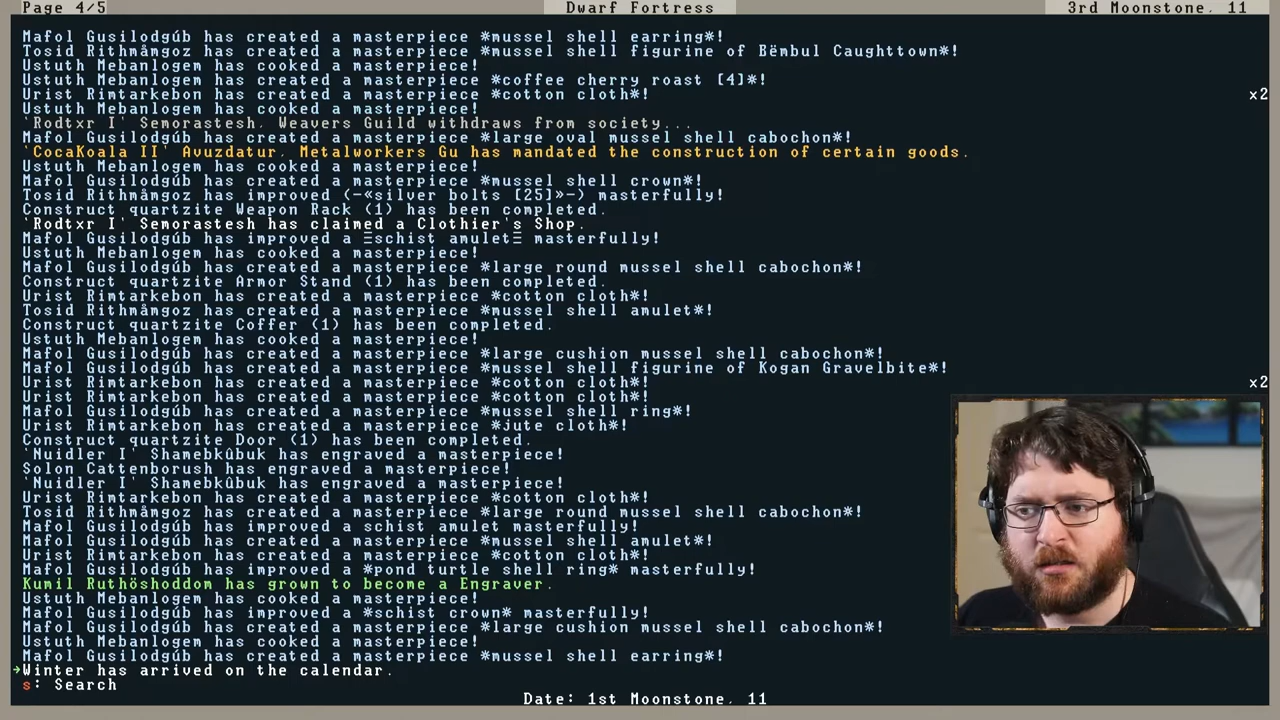 Page 4/5
Dwarf Fortress
3rd Moonstone, 11
Mafol Gusilodgúb has created a masterpiece *mussel shell earring*!
Tosid Rithmåmgoz has created a masterpiece *mussel shell figurine of Bëmbul Caughttown*!
Ustuth Mebanlogem has cooked a masterpiece!
Ustuth Mebanlogem has created a masterpiece *coffee cherry roast [4]*!
Urist Rimtarkebon has created a masterpiece *cotton cloth*!
x2
Ustuth Mebanlogem has cooked a masterpiece!
`Rodtxr I' Semorastesh, Weavers Guild withdraws from society...
Mafol Gusilodgúb has created a masterpiece *large oval mussel shell cabochon*!
`CocaKoala II' Avuzdatur, Metalworkers Gu has mandated the construction of certain goods.
Ustuth Mebanlogem has cooked a masterpiece!
Mafol Gusilodgúb has created a masterpiece *mussel shell crown*!
Tosid Rithmåmgoz has improved (-«silver bolts [25]»-) masterfully!
Construct quartzite Weapon Rack (1) has been completed.
`Rodtxr I' Semorastesh has claimed a Clothier's Shop.
Mafol Gusilodgúb has improved a ≡schist amulet≡ masterfully!
Ustuth Mebanlogem has cooked a masterpiece!
Mafol Gusilodgúb has created a masterpiece *large round mussel shell cabochon*!
Construct quartzite Armor Stand (1) has been completed.
Urist Rimtarkebon has created a masterpiece *cotton cloth*!
Tosid Rithmåmgoz has created a masterpiece *mussel shell amulet*!
Construct quartzite Coffer (1) has been completed.
Ustuth Mebanlogem has cooked a masterpiece!
Mafol Gusilodgúb has created a masterpiece *large cushion mussel shell cabochon*!
Mafol Gusilodgúb has created a masterpiece *mussel shell figurine of Kogan Gravelbite*!
Urist Rimtarkebon has created a masterpiece *cotton cloth*!
x2
Urist Rimtarkebon has created a masterpiece *cotton cloth*!
Mafol Gusilodgúb has created a masterpiece *mussel shell ring*!
Urist Rimtarkebon has created a masterpiece *jute cloth*!
Construct quartzite Door (1) has been completed.
`Nuidler I' Shamebkûbuk has engraved a masterpiece!
Solon Cattenborush has engraved a masterpiece!
`Nuidler I' Shamebkûbuk has engraved a masterpiece!
Urist Rimtarkebon has created a masterpiece *cotton cloth*!
Tosid Rithmåmgoz has created a masterpiece *large round mussel shell cabochon*!
Mafol Gusilodgúb has improved a schist amulet masterfully!
Mafol Gusilodgúb has created a masterpiece *mussel shell amulet*!
Urist Rimtarkebon has created a masterpiece *cotton cloth*!
Mafol Gusilodgúb has improved a *pond turtle shell ring* masterfully!
Kumil Ruthöshoddom has grown to become a Engraver.
Ustuth Mebanlogem has cooked a masterpiece!
Mafol Gusilodgúb has improved a *schist crown* masterfully!
Mafol Gusilodgúb has created a masterpiece *large cushion mussel shell cabochon*!
Ustuth Mebanlogem has cooked a masterpiece!
Mafol Gusilodgúb has created a masterpiece *mussel shell earring*!
→Winter has arrived on the calendar.
s: Search
Date: 1st Moonstone, 11